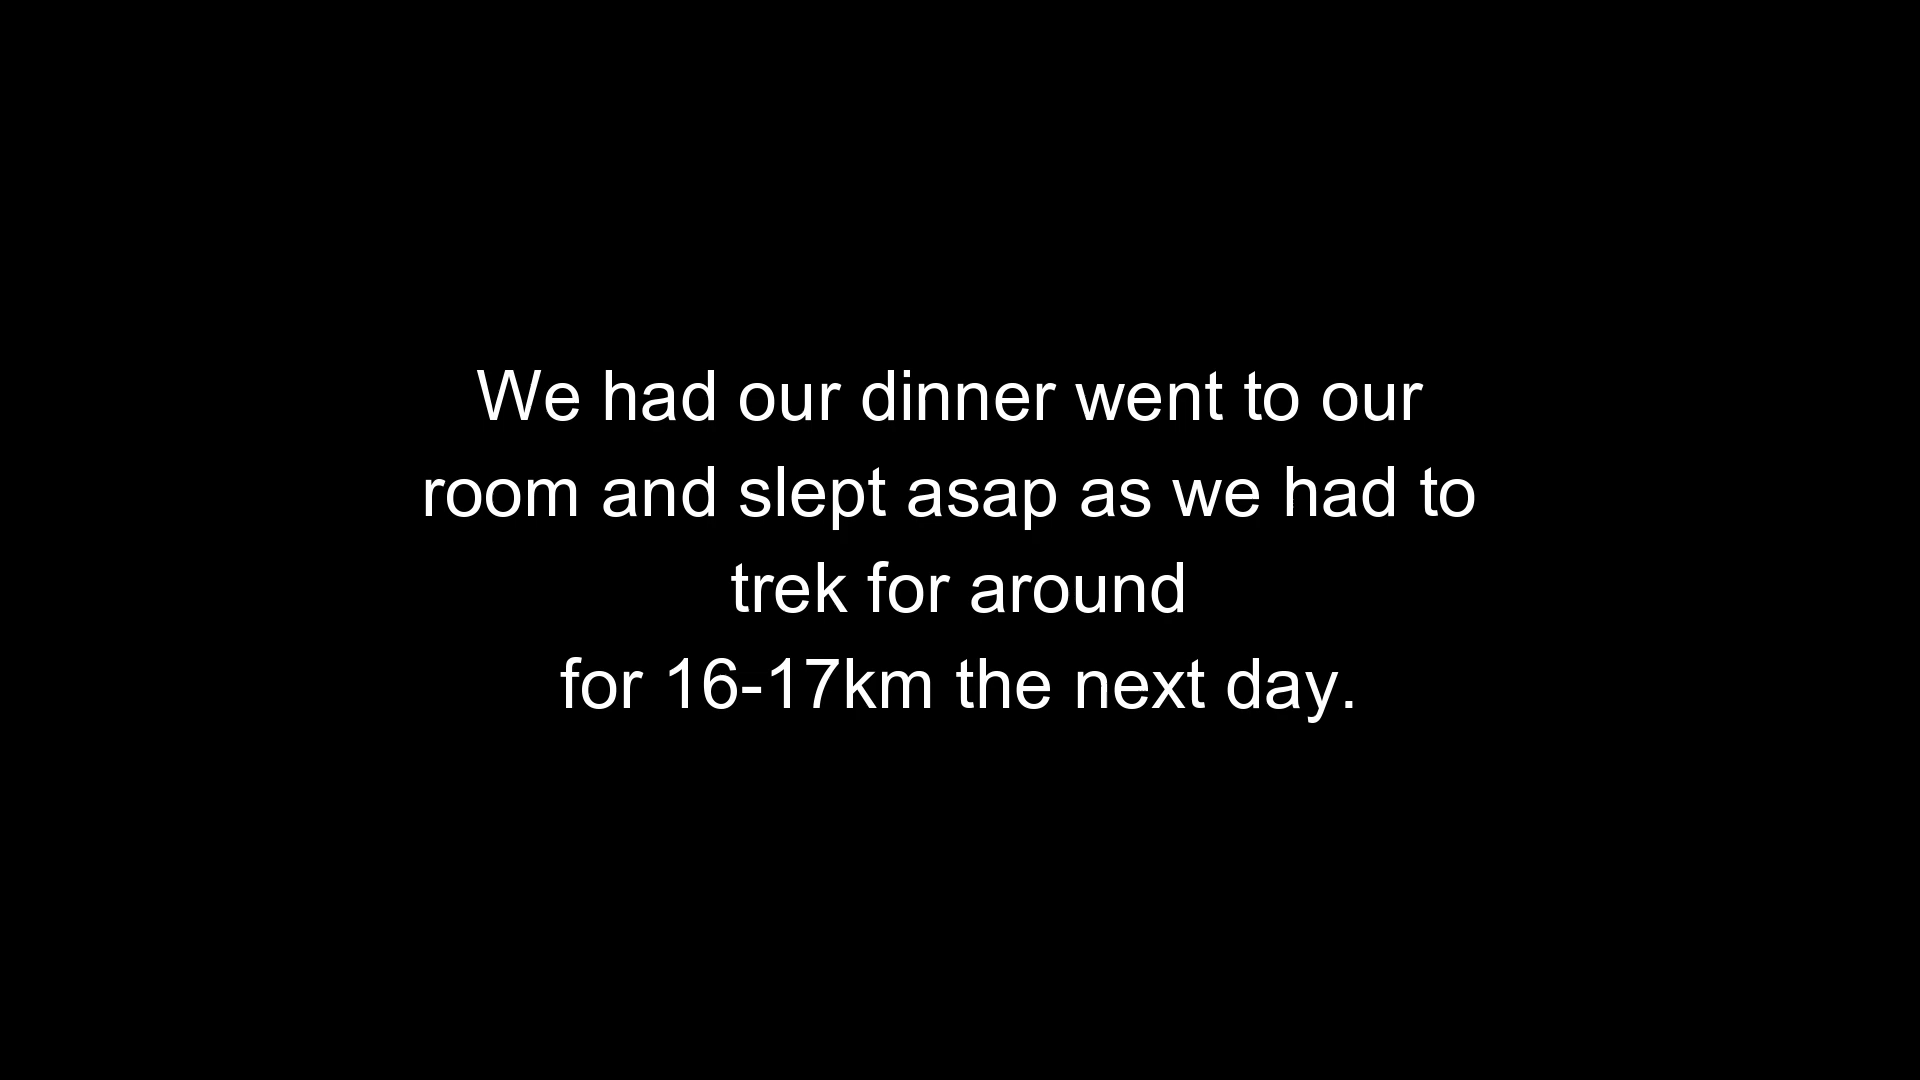 We had our dinner went to our
room and slept asap as we had to
trek for around
for 16-17km the next day.